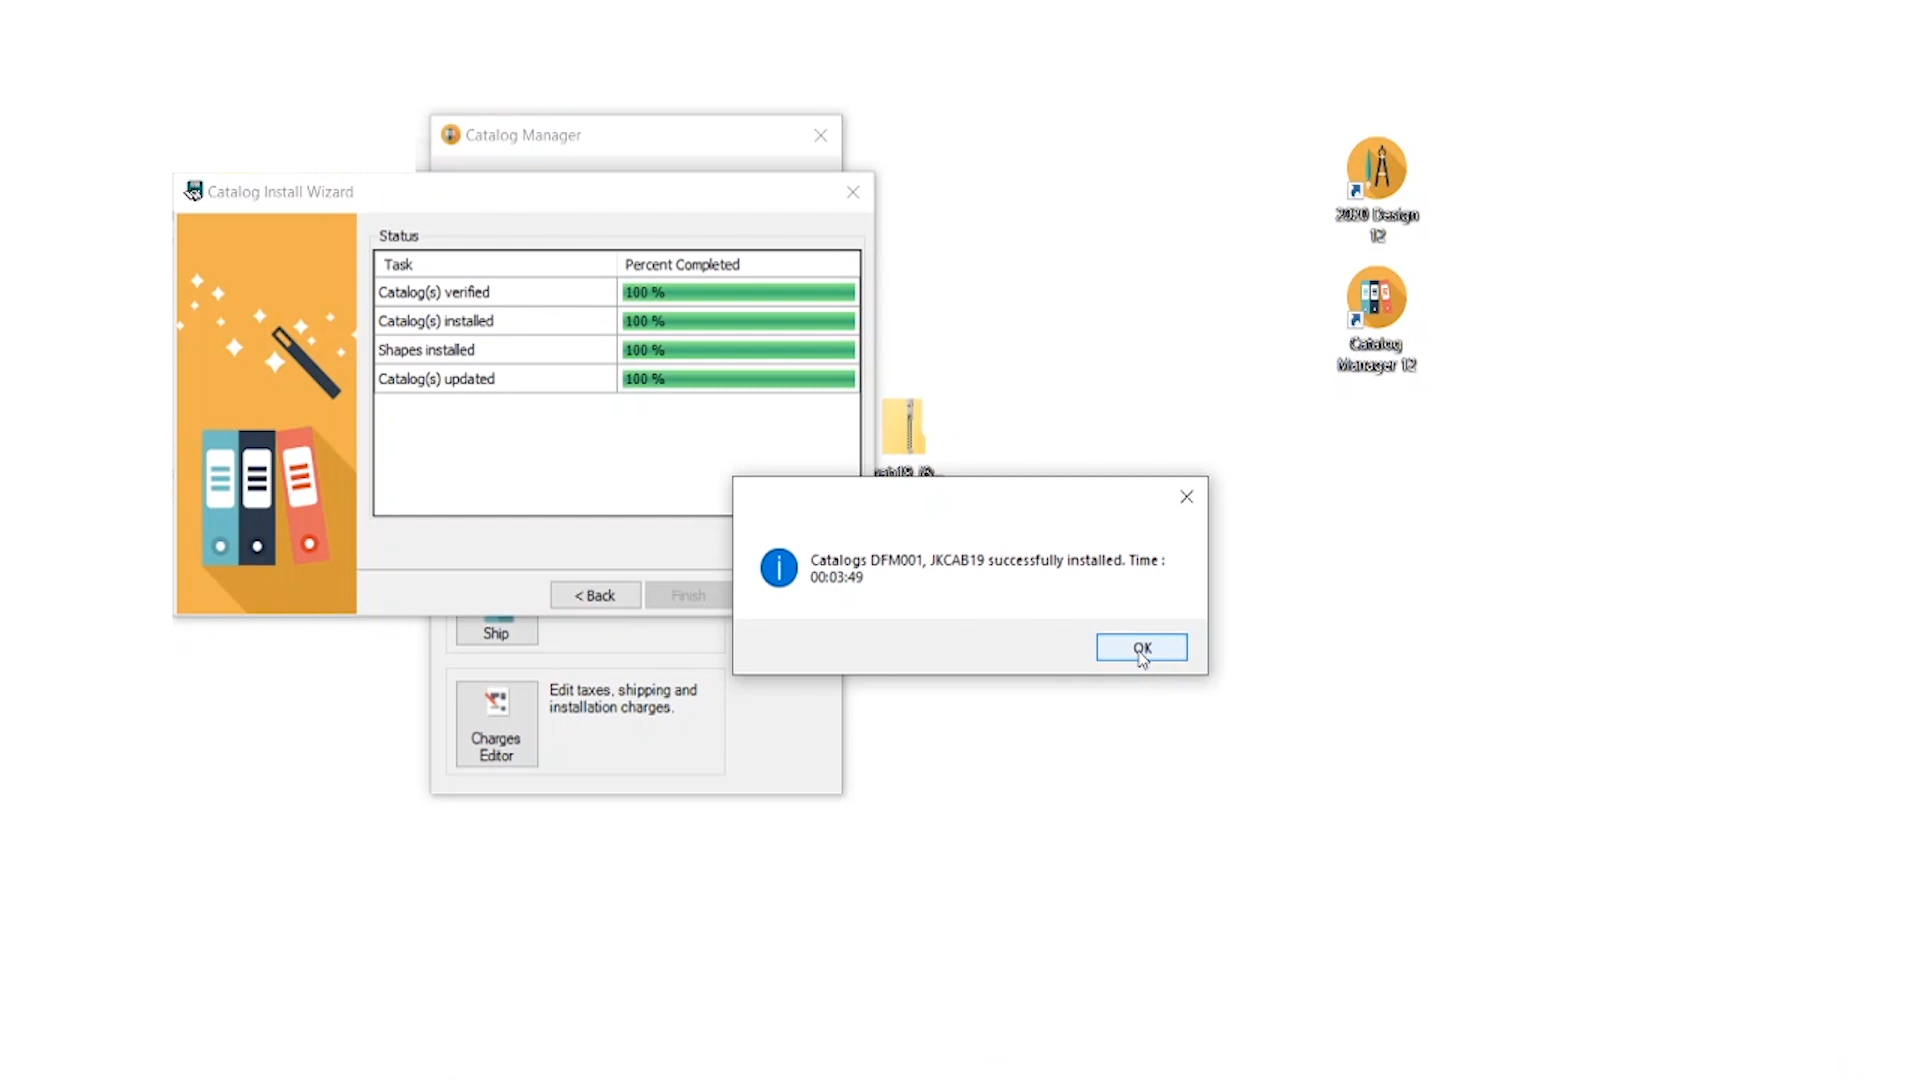 Catalog Manager
Catalog Install Wizard
Status
Task Percent Completed
Catalog(s) verified 100 %
Catalog(s) installed 100 %
Shapes installed 100 %
Catalog(s) updated 100 %
< Back Finish
Ship
Edit taxes, shipping and
installation charges.
Charges
Editor
Catalogs DFM001, JKCAB19 successfully installed. Time :
00:03:49
OK
2020 Design
12
Catalog
Manager 12